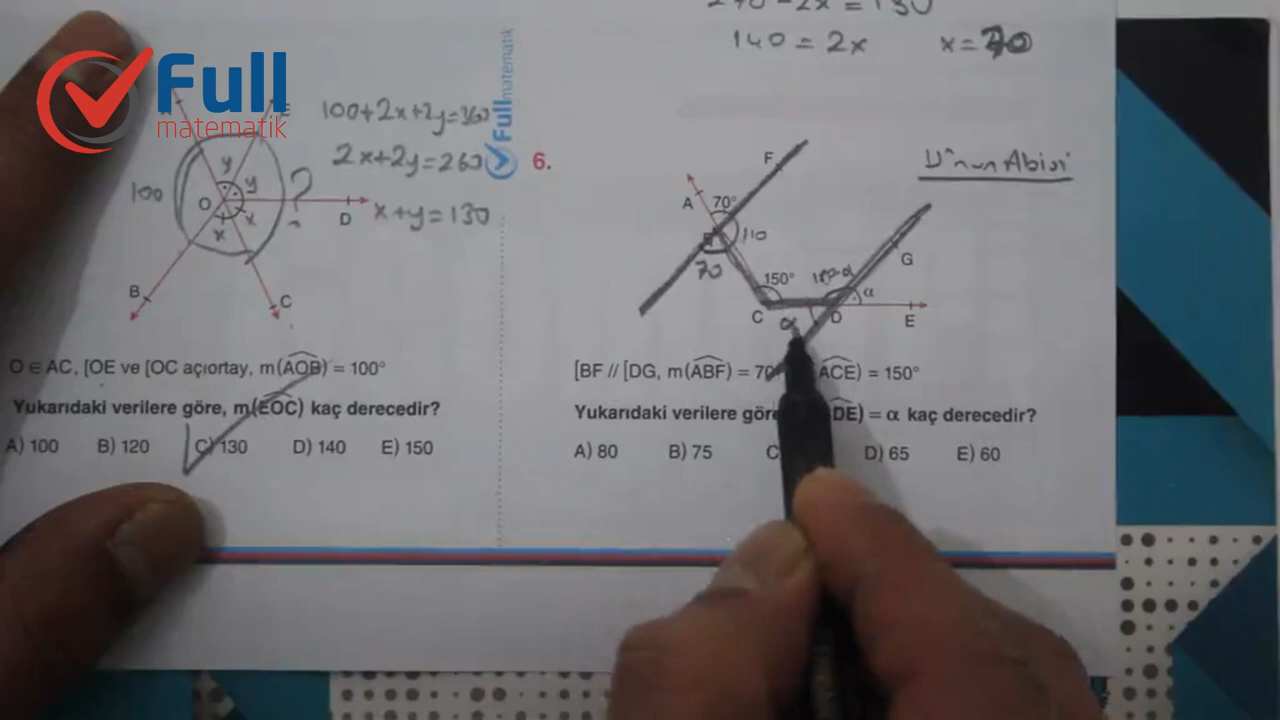 Full
matematik
Full matematik
140 = 2x x = 70
100+2x+2y=360
2x+2y=260
x+y=130
100
y
y
O
x
x
?
D
B
C
O ∈ AC, [OE ve [OC açıortay, m(AOB) = 100°
Yukarıdaki verilere göre, m(EOC) kaç derecedir?
A) 100 B) 120 C) 130 D) 140 E) 150
6.
U'nun Abisi
F
A
70°
110
70
150°
180-α
α
G
C
α
D
E
[BF // [DG, m(ABF) = 70 ACE) = 150°
Yukarıdaki verilere göre DE) = α kaç derecedir?
A) 80 B) 75 C D) 65 E) 60